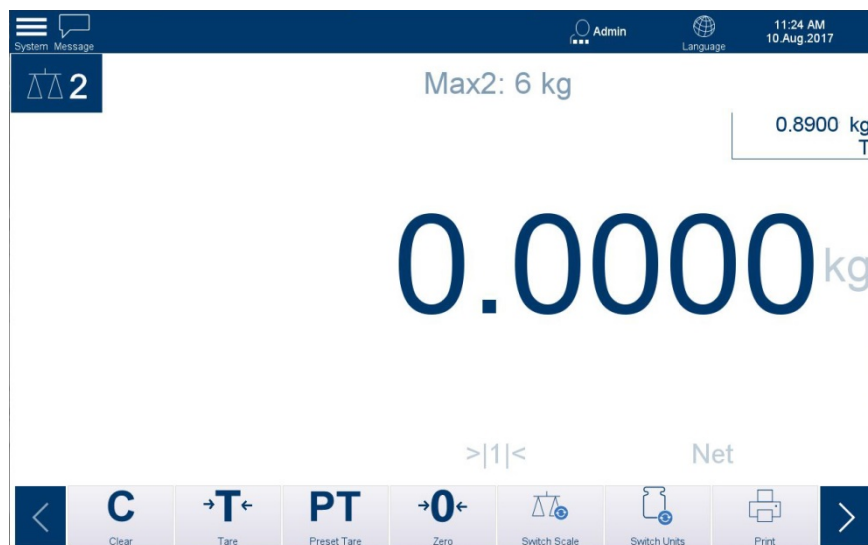 System Message Admin Language 11:24 AM
10.Aug.2017
2 Max2: 6 kg
0.8900 kg
T
0.0000 kg
>|1|< Net
C →T← PT →0←
Clear Tare Preset Tare Zero Switch Scale Switch Units Print